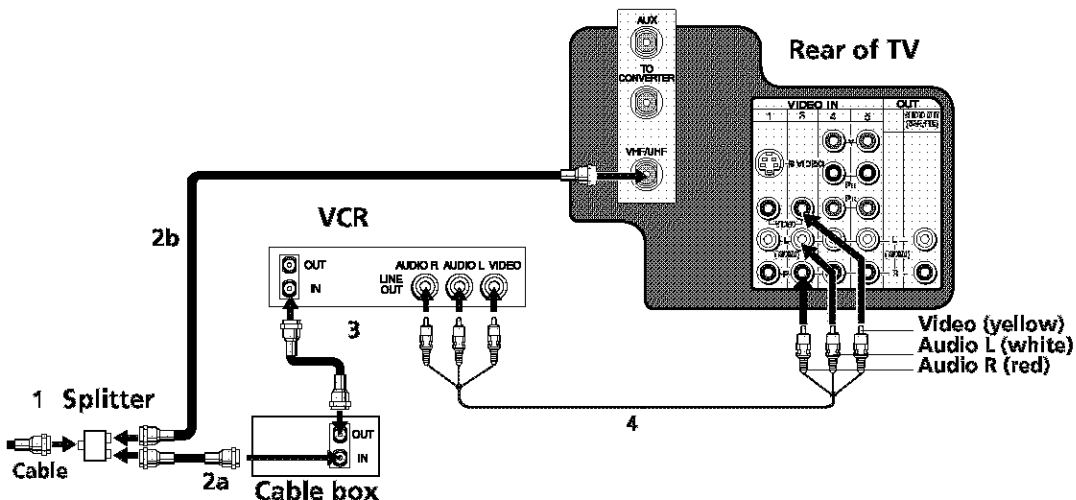 AUX
Rear of TV
TO
CONVERTER
VIDEO IN
OUT
1 3 4 5
VHF/UHF
VCR
2b
OUT
AUDIO R AUDIO L VIDEO
LINE
OUT
IN
3
Video (yellow)
Audio L (white)
Audio R (red)
1 Splitter
4
OUT
IN
Cable
2a
Cable box